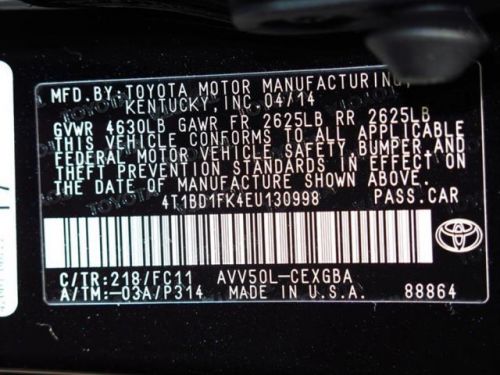 MFD.BY: TOYOTA MOTOR MANUFACTURING,
KENTUCKY, INC. 04/14
GVWR 4630LB GAWR FR 2625LB RR 2625LB
THIS VEHICLE CONFORMS TO ALL APPLICABLE
FEDERAL MOTOR VEHICLE SAFETY, BUMPER AND
THEFT PREVENTION STANDARDS IN EFFECT ON
THE DATE OF MANUFACTURE SHOWN ABOVE.
4T1BD1FK4EU130998 PASS.CAR
C/TR:218/FC11 AVV50L-CEXGBA
A/TM:-03A/P314 MADE IN U.S.A. 88864